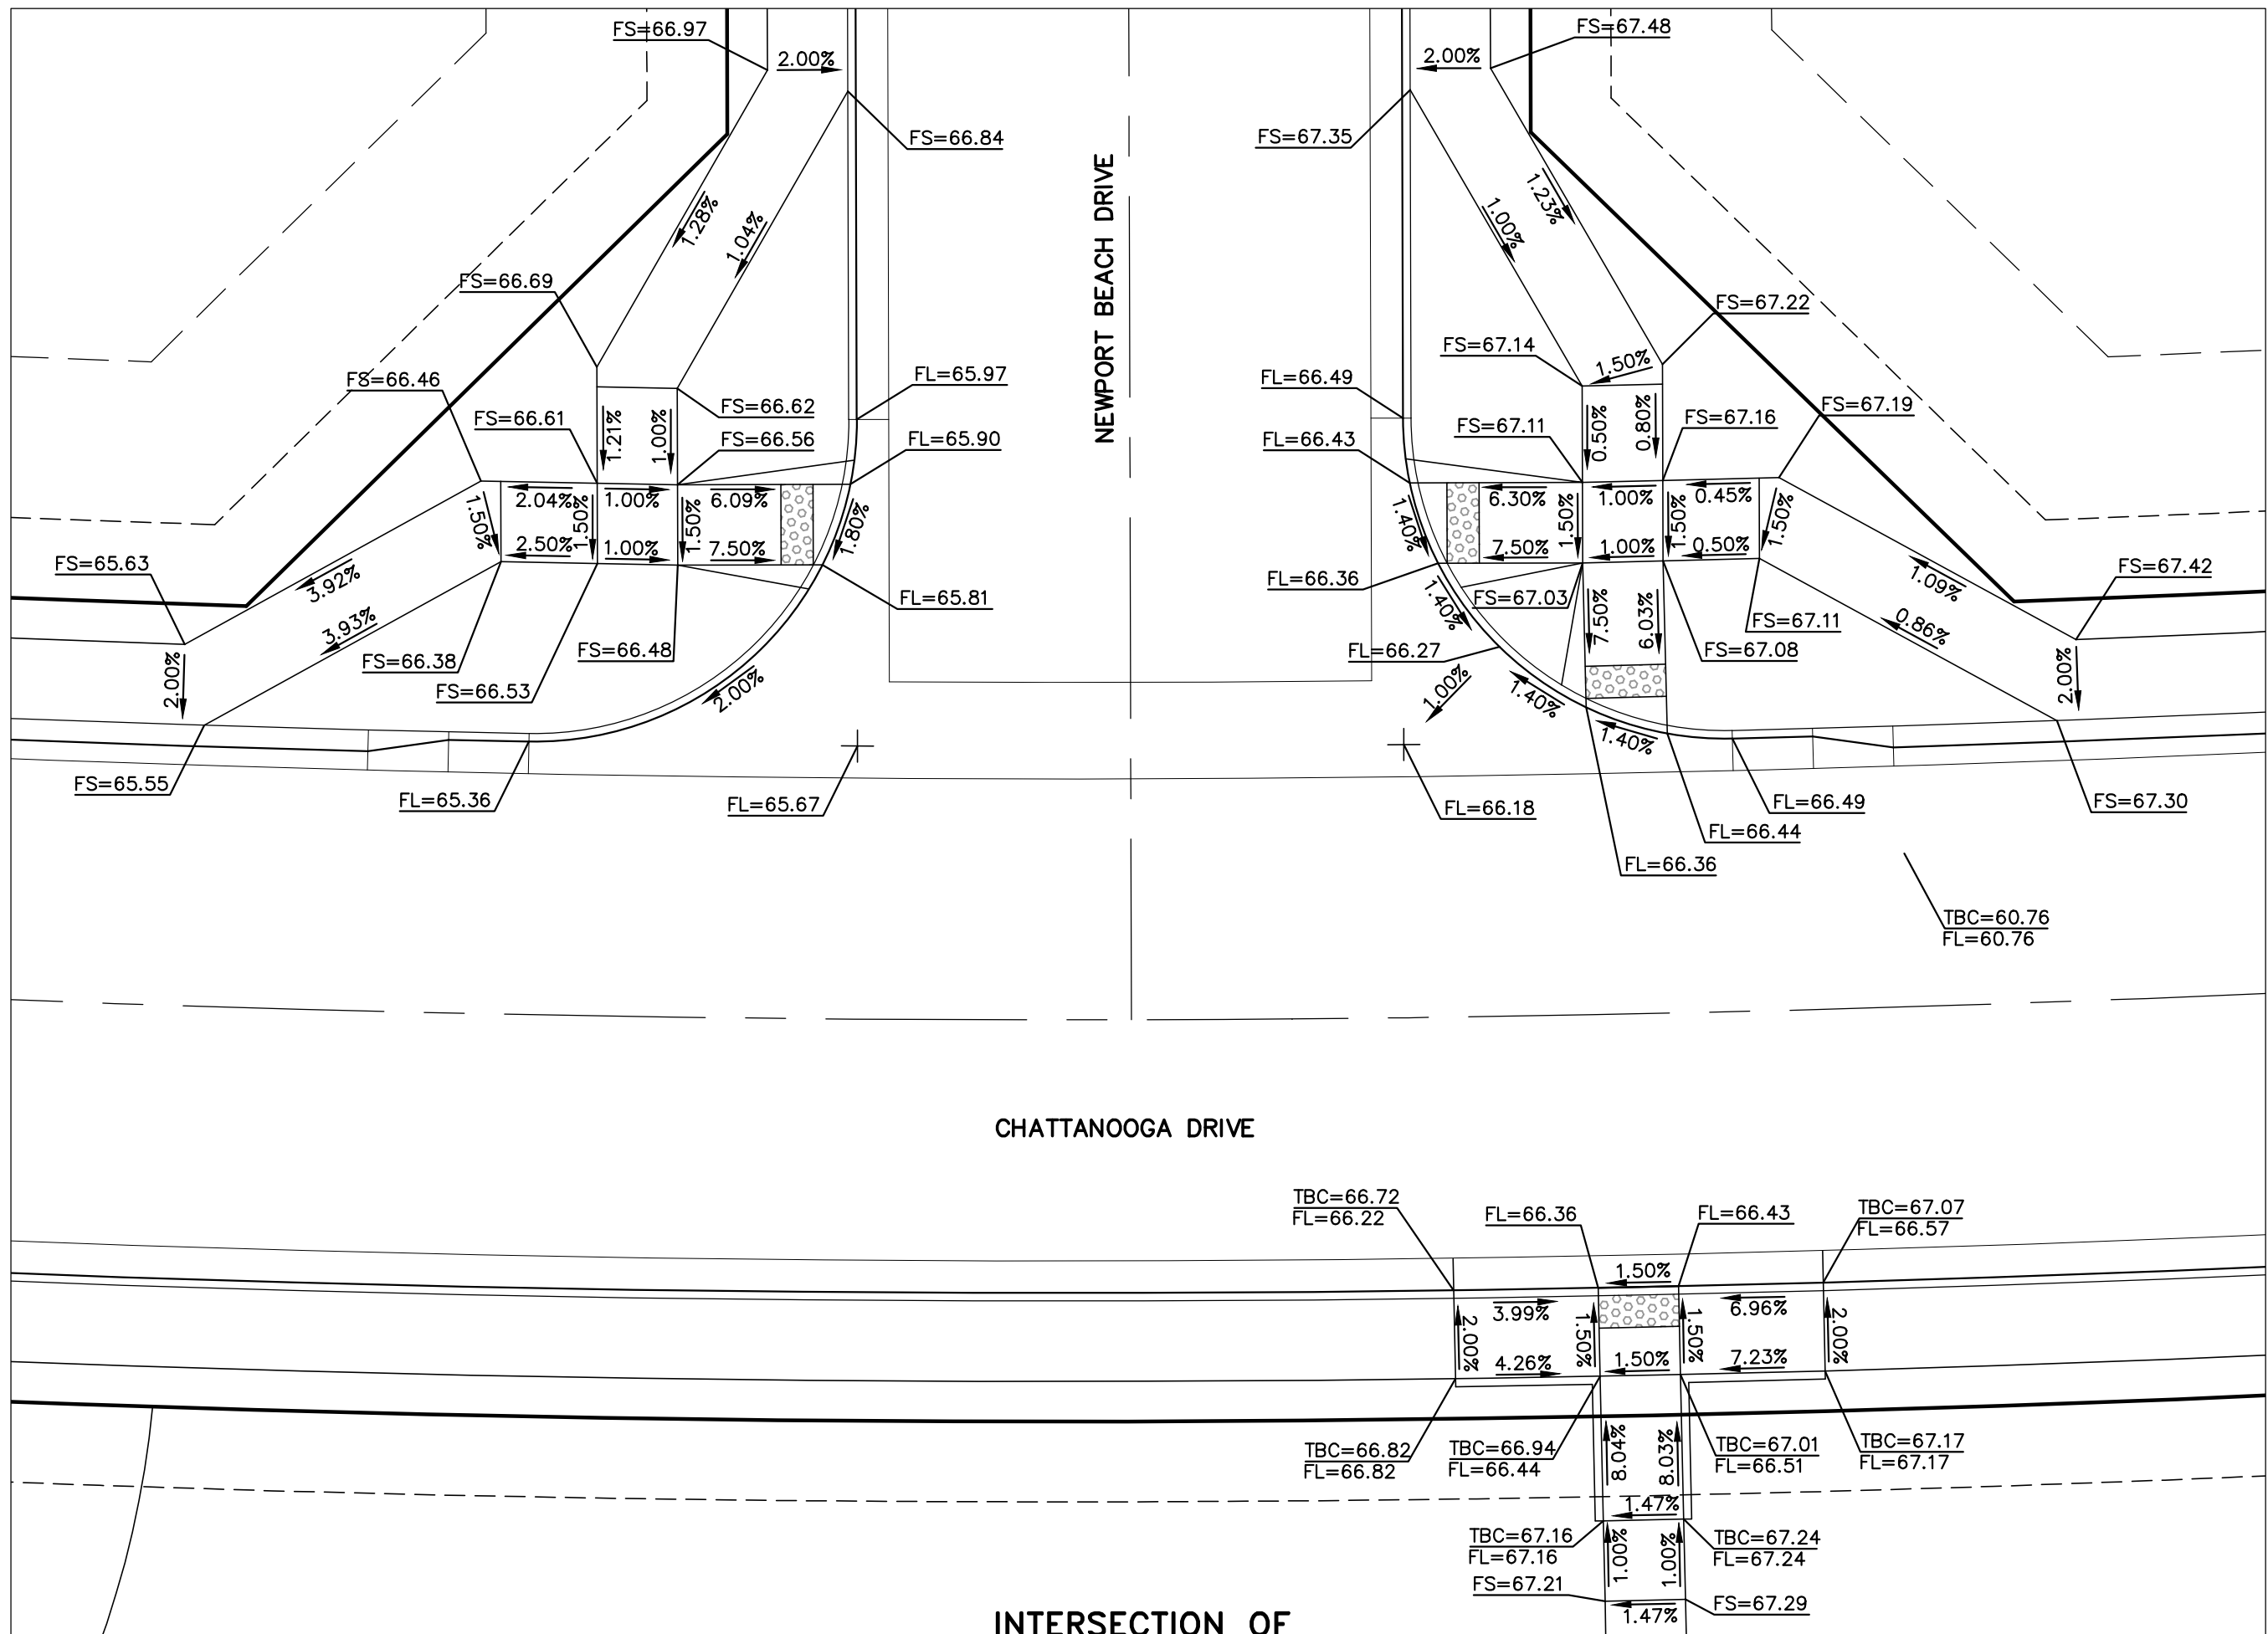 FS=66.97
2.00%
FS=66.84
1.28%
1.04%
FS=66.69
FS=66.46
FS=66.61
1.21%
1.00%
FS=66.62
FS=66.56
FL=65.97
FL=65.90
2.04%
1.00%
6.09%
1.50%
1.50%
1.50%
2.50%
1.00%
7.50%
1.80%
FS=65.63
3.92%
3.93%
FL=65.81
FS=66.38
FS=66.48
FS=66.53
2.00%
2.00%
FS=65.55
FL=65.36
FL=65.67
NEWPORT BEACH DRIVE
FS=67.48
2.00%
FS=67.35
1.00%
1.23%
FS=67.22
FS=67.14
1.50%
FL=66.49
FL=66.43
FS=67.11
0.50%
0.80%
FS=67.16
FS=67.19
6.30%
1.00%
0.45%
1.40%
1.50%
1.50%
1.50%
7.50%
1.00%
0.50%
FL=66.36
1.40%
FS=67.03
7.50%
6.03%
FS=67.11
1.09%
0.86%
FS=67.42
FL=66.27
FS=67.08
1.00%
1.40%
1.40%
2.00%
FL=66.18
FL=66.49
FS=67.30
FL=66.44
FL=66.36
TBC=60.76
FL=60.76
CHATTANOOGA DRIVE
TBC=66.72
FL=66.22
FL=66.36
FL=66.43
TBC=67.07
FL=66.57
1.50%
3.99%
6.96%
2.00%
1.50%
1.50%
2.00%
4.26%
1.50%
7.23%
TBC=66.82
FL=66.82
TBC=66.94
FL=66.44
8.04%
8.03%
TBC=67.01
FL=66.51
TBC=67.17
FL=67.17
1.47%
TBC=67.16
FL=67.16
1.00%
1.00%
TBC=67.24
FL=67.24
FS=67.21
FS=67.29
1.47%
INTERSECTION OF